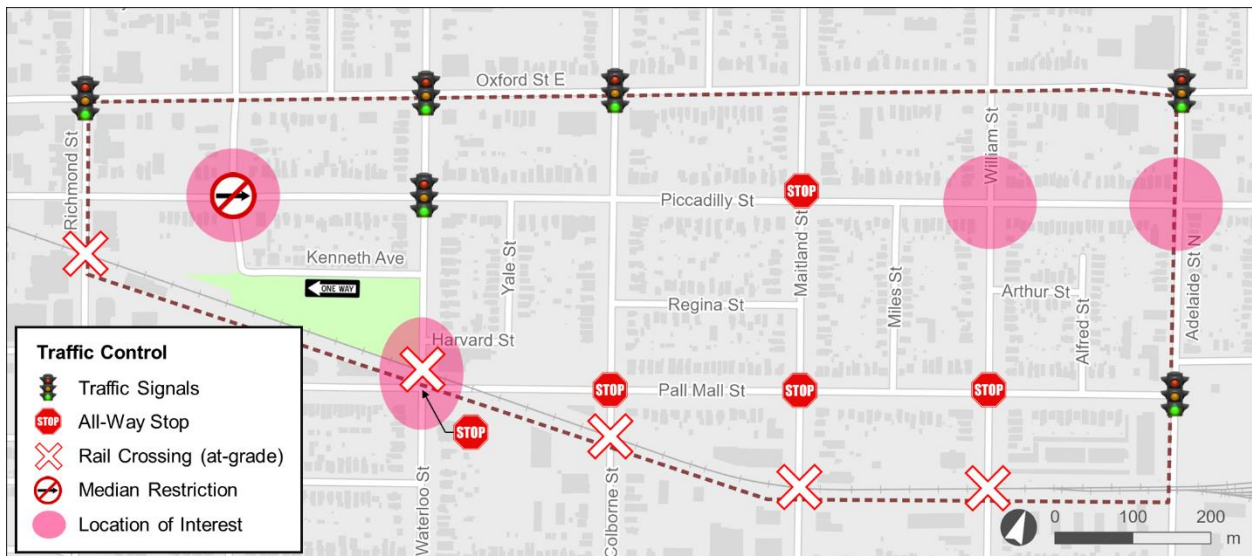 Oxford St E
Richmond St
William St
STOP
Piccadilly St
Maitland St
Kenneth Ave
Yale St
ONE WAY
Regina St
Miles St
Arthur St
Alfred St
Adelaide St N
Harvard St
Pall Mall St
STOP
STOP
STOP
STOP
Waterloo St
Colborne St
Traffic Control
Traffic Signals
STOP
All-Way Stop
Rail Crossing (at-grade)
Median Restriction
Location of Interest
0 100 200
m